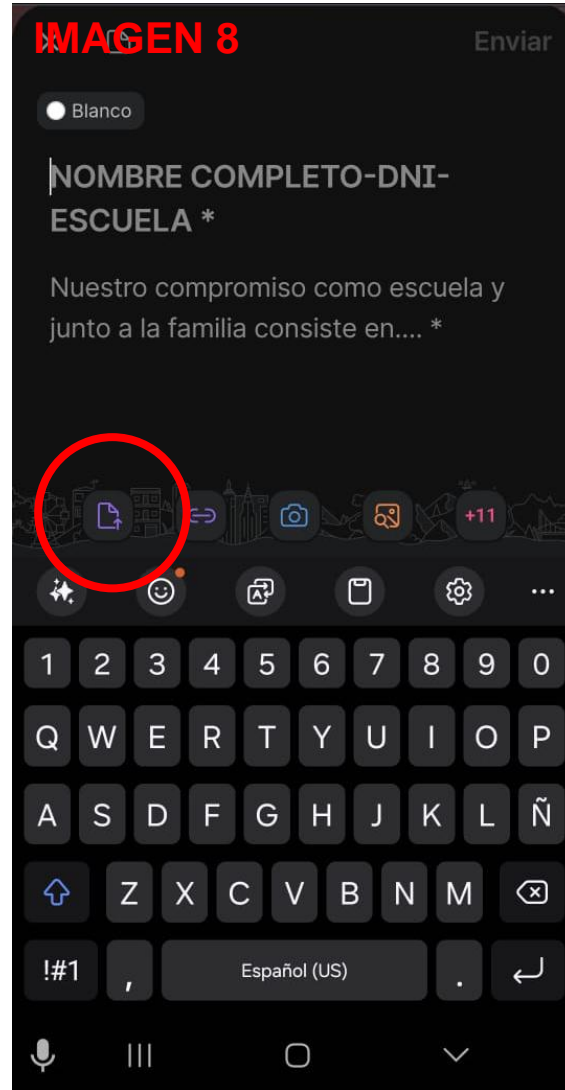 IMAGEN 8
Enviar
Blanco
NOMBRE COMPLETO-DNI-
ESCUELA *
Nuestro compromiso como escuela y
junto a la familia consiste en.... *
+11
1 2 3 4 5 6 7 8 9 0
Q W E R T Y U I O P
A S D F G H J K L Ñ
Z X C V B N M
!#1 , Español (US) .